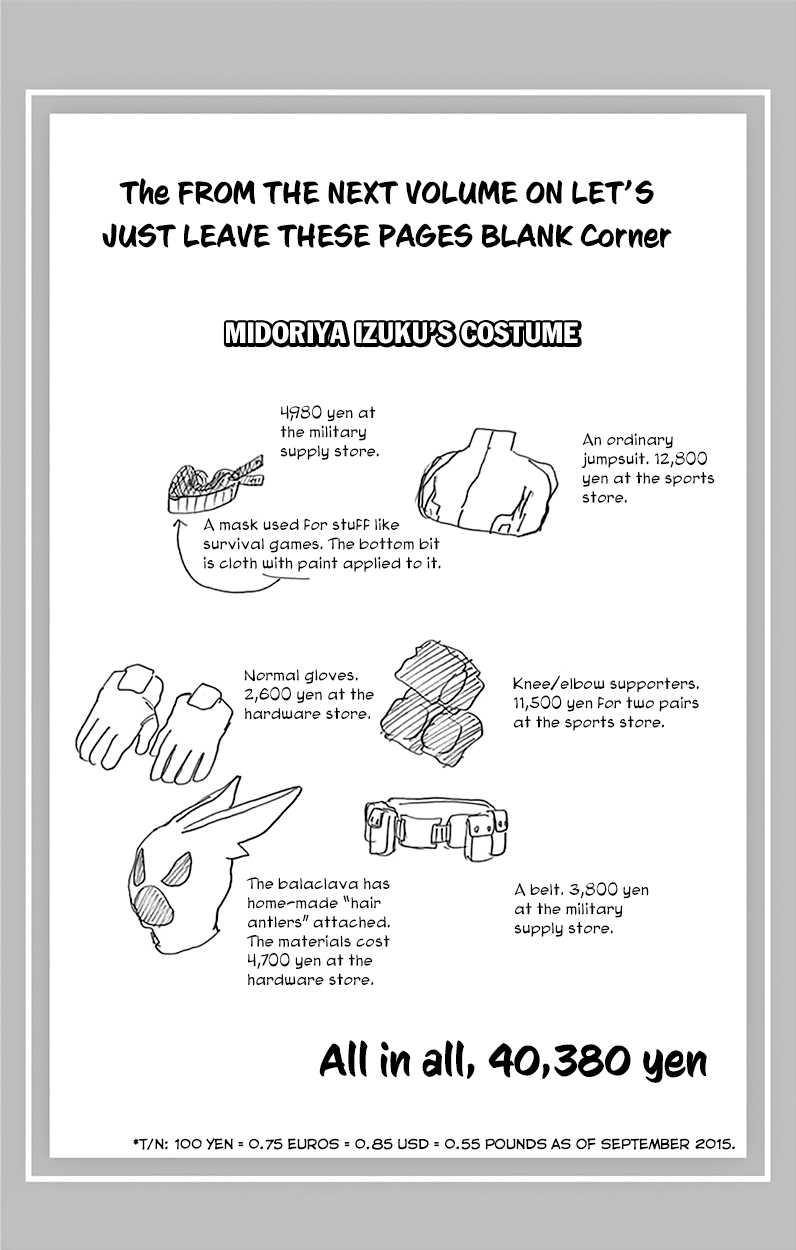 The FROM THE NEXT VOLUME ON LET'S
JUST LEAVE THESE PAGES BLANK Corner
MIDORIYA IZUKU'S COSTUME
4980 yen at
the military
supply store.
A mask used for stuff like
survival games. The bottom bit
is cloth with paint applied to it.
An ordinary
jumpsuit. 12,800
yen at the sports
store.
Normal gloves.
2,600 yen at the
hardware store.
Knee/elbow supporters.
11,500 yen for two pairs
at the sports store.
The balaclava has
home-made "hair
antlers" attached.
The materials cost
4,700 yen at the
hardware store.
A belt. 3,800 yen
at the military
supply store.
All in all, 40,380 yen
*T/N: 100 YEN = 0.75 EUROS = 0.85 USD = 0.55 POUNDS AS OF SEPTEMBER 2015.